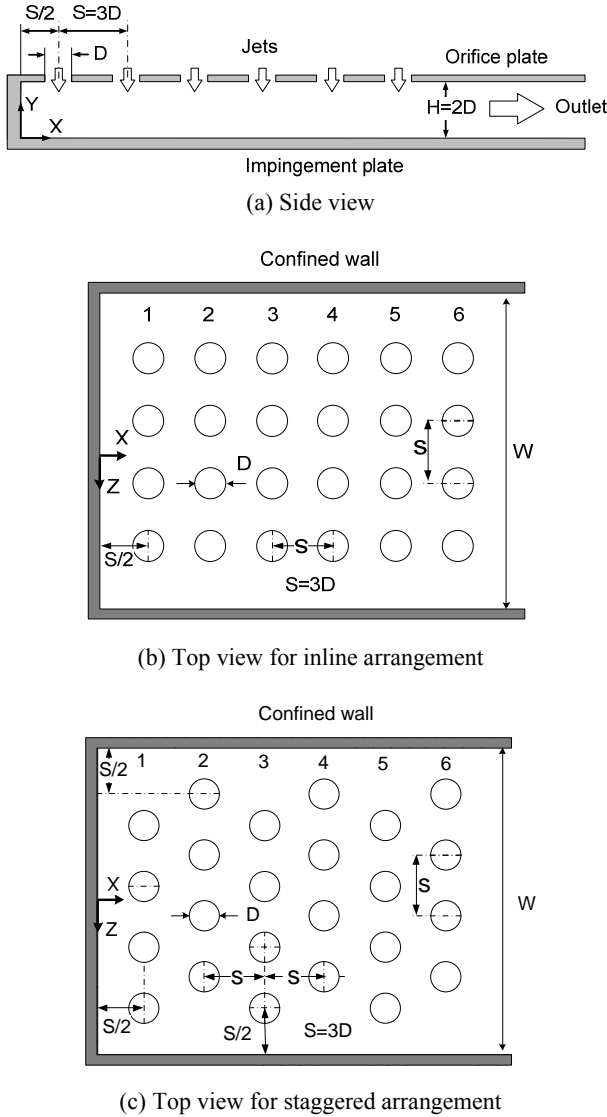 S/2 S=3D
D
Jets
Orifice plate
Y
X
H=2D
Outlet
Impingement plate
(a) Side view
Confined wall
1 2 3 4 5 6
X
Z
D
S
W
S/2
S
S=3D
(b) Top view for inline arrangement
Confined wall
1 2 3 4 5 6
S/2
X
Z
D
S
W
S S
S/2
S/2
S=3D
(c) Top view for staggered arrangement